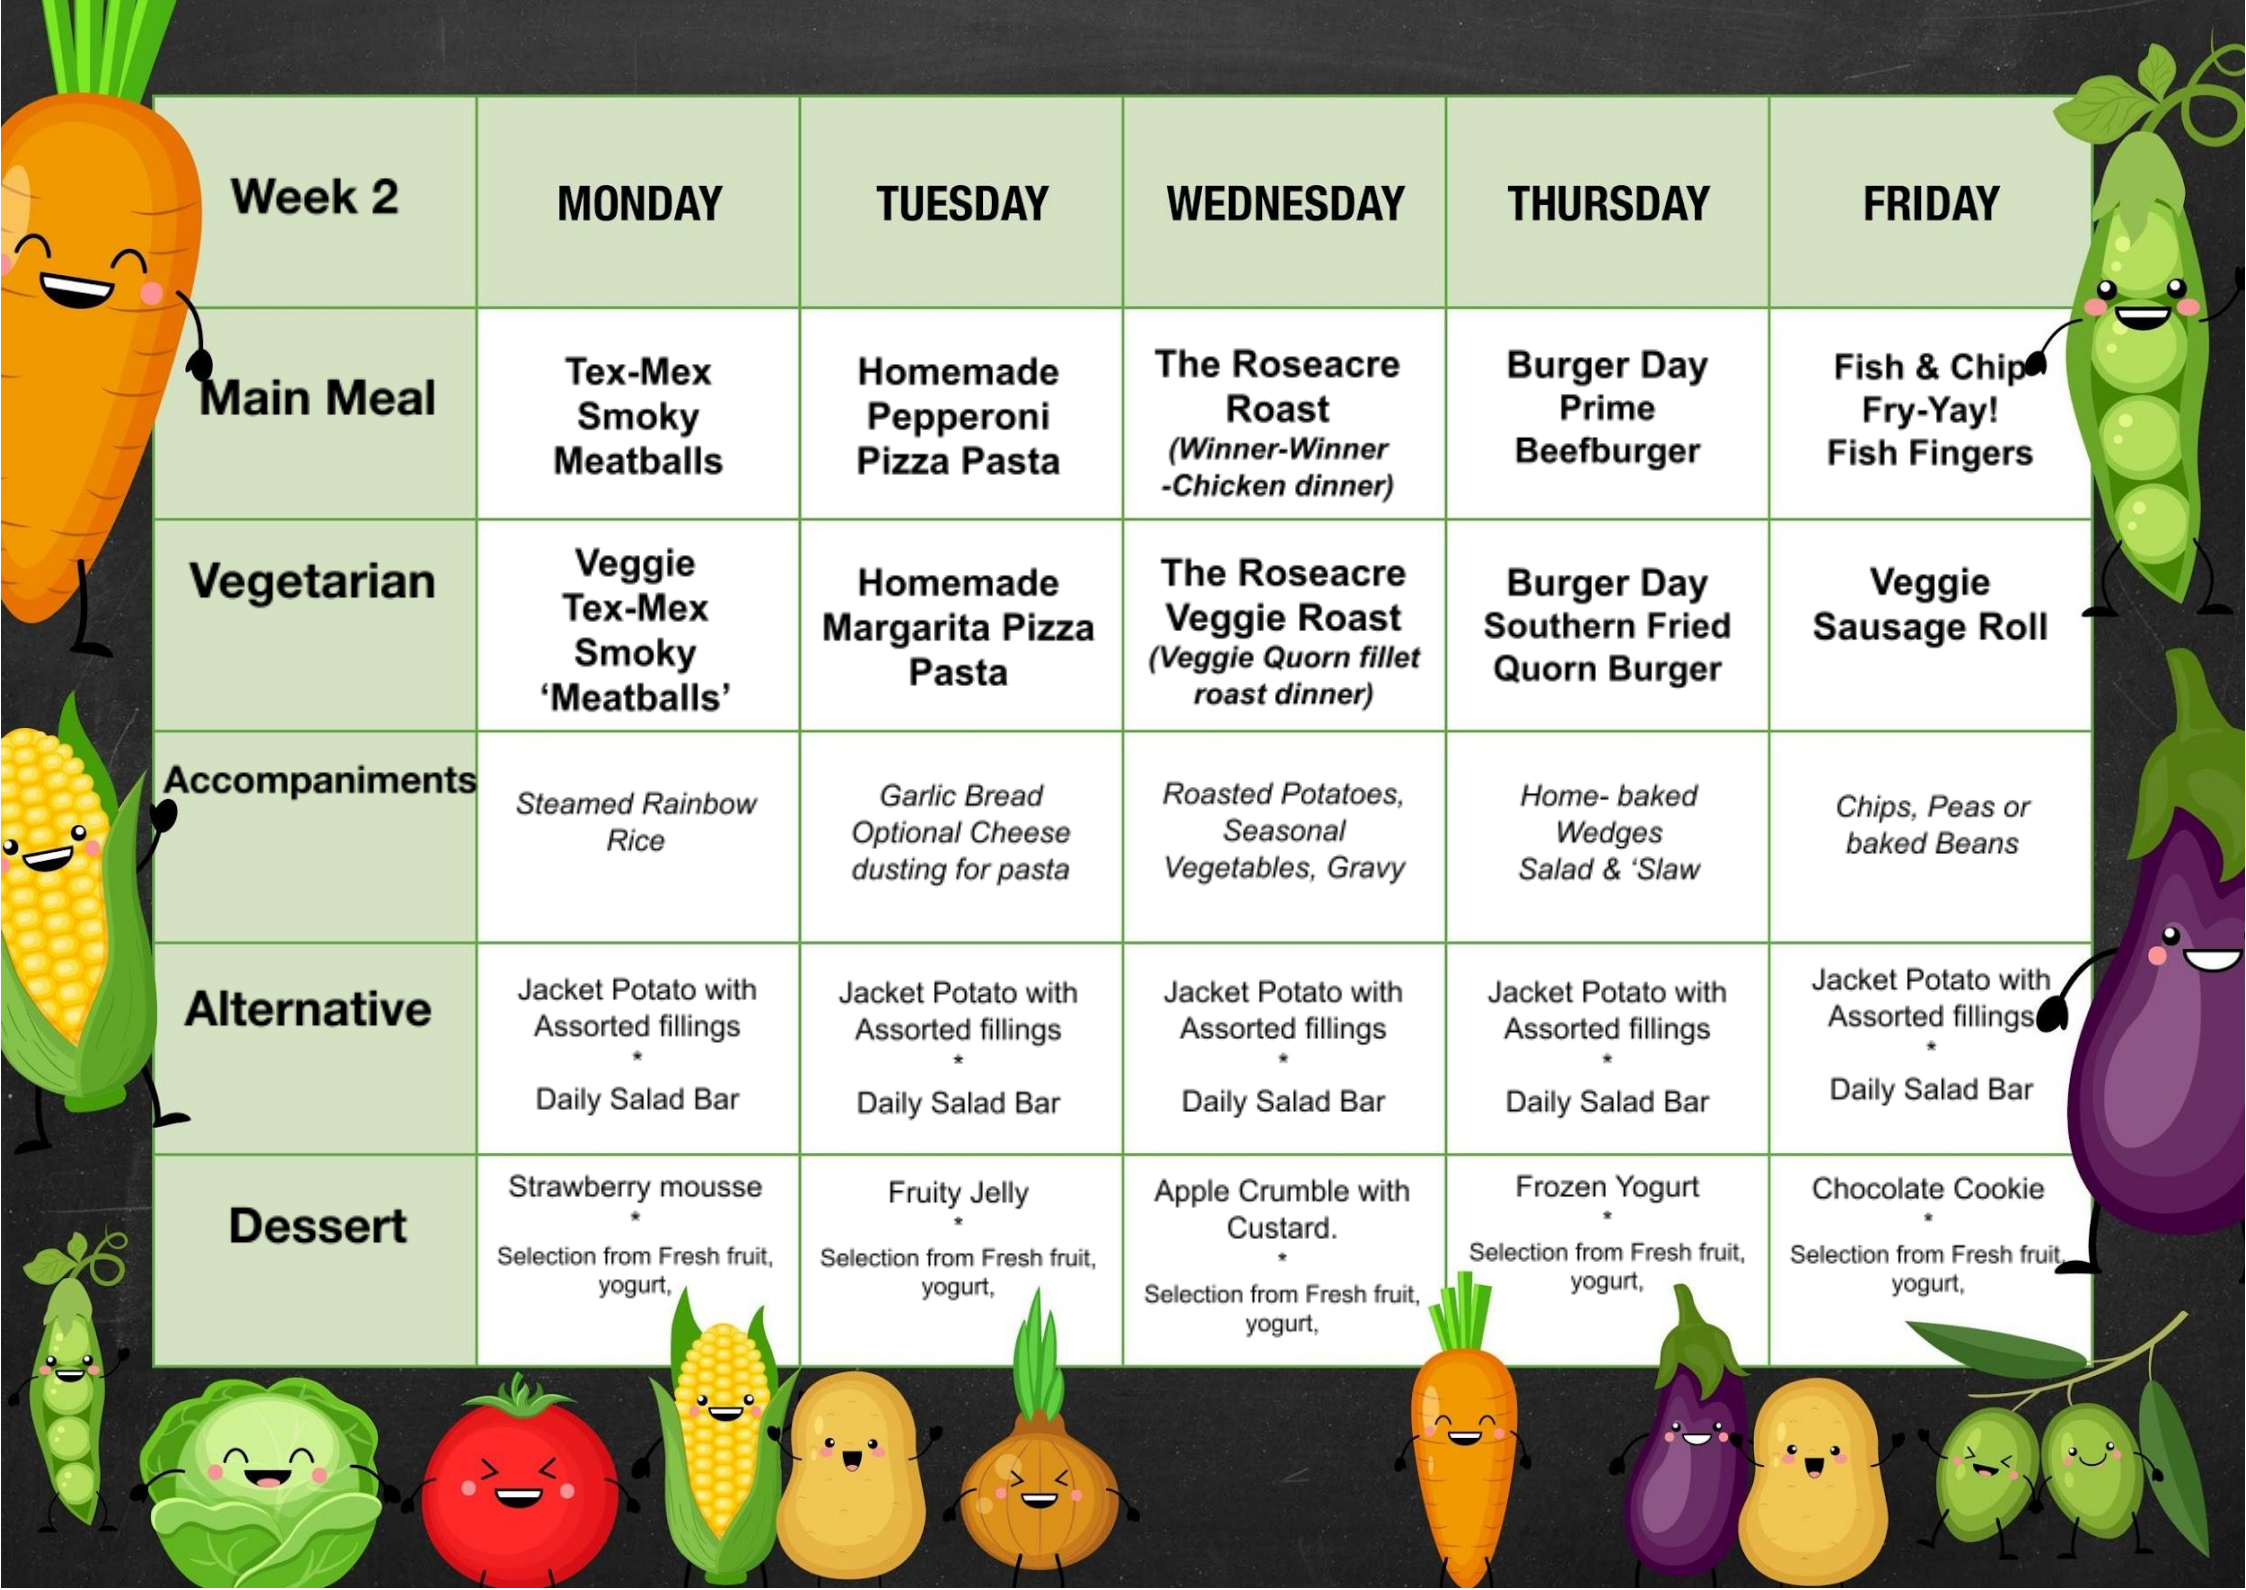 Week 2
MONDAY
TUESDAY
WEDNESDAY
THURSDAY
FRIDAY
Main Meal
Tex-Mex
Smoky
Meatballs
Homemade
Pepperoni
Pizza Pasta
The Roseacre
Roast
(Winner-Winner
-Chicken dinner)
Burger Day
Prime
Beefburger
Fish & Chip
Fry-Yay!
Fish Fingers
Vegetarian
Veggie
Tex-Mex
Smoky
‘Meatballs’
Homemade
Margarita Pizza
Pasta
The Roseacre
Veggie Roast
(Veggie Quorn fillet
roast dinner)
Burger Day
Southern Fried
Quorn Burger
Veggie
Sausage Roll
Accompaniments
Steamed Rainbow
Rice
Garlic Bread
Optional Cheese
dusting for pasta
Roasted Potatoes,
Seasonal
Vegetables, Gravy
Home- baked
Wedges
Salad & ‘Slaw
Chips, Peas or
baked Beans
Alternative
Jacket Potato with
Assorted fillings
*
Daily Salad Bar
Jacket Potato with
Assorted fillings
*
Daily Salad Bar
Jacket Potato with
Assorted fillings
*
Daily Salad Bar
Jacket Potato with
Assorted fillings
*
Daily Salad Bar
Jacket Potato with
Assorted fillings
*
Daily Salad Bar
Dessert
Strawberry mousse
*
Selection from Fresh fruit,
yogurt,
Fruity Jelly
*
Selection from Fresh fruit,
yogurt,
Apple Crumble with
Custard.
*
Selection from Fresh fruit,
yogurt,
Frozen Yogurt
*
Selection from Fresh fruit,
yogurt,
Chocolate Cookie
*
Selection from Fresh fruit,
yogurt,